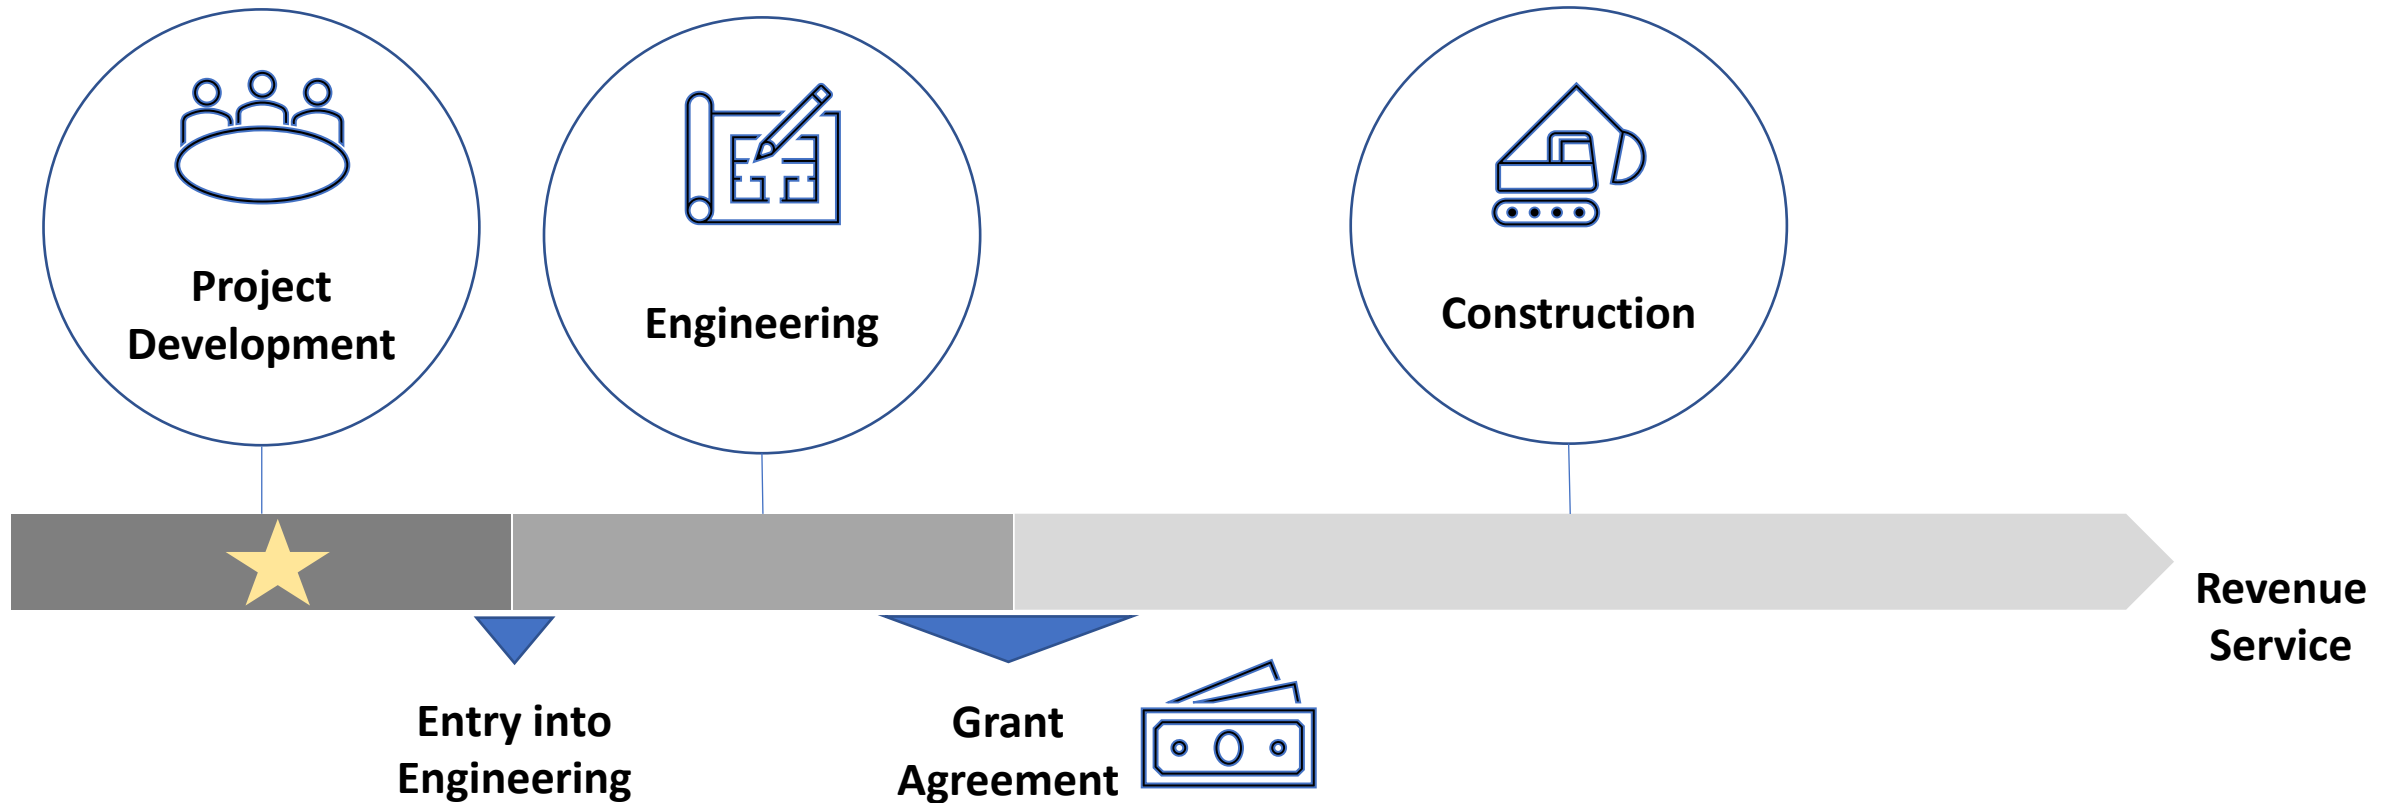 Project
Development
Engineering
Construction
Revenue
Service
Entry into
Engineering
Grant
Agreement